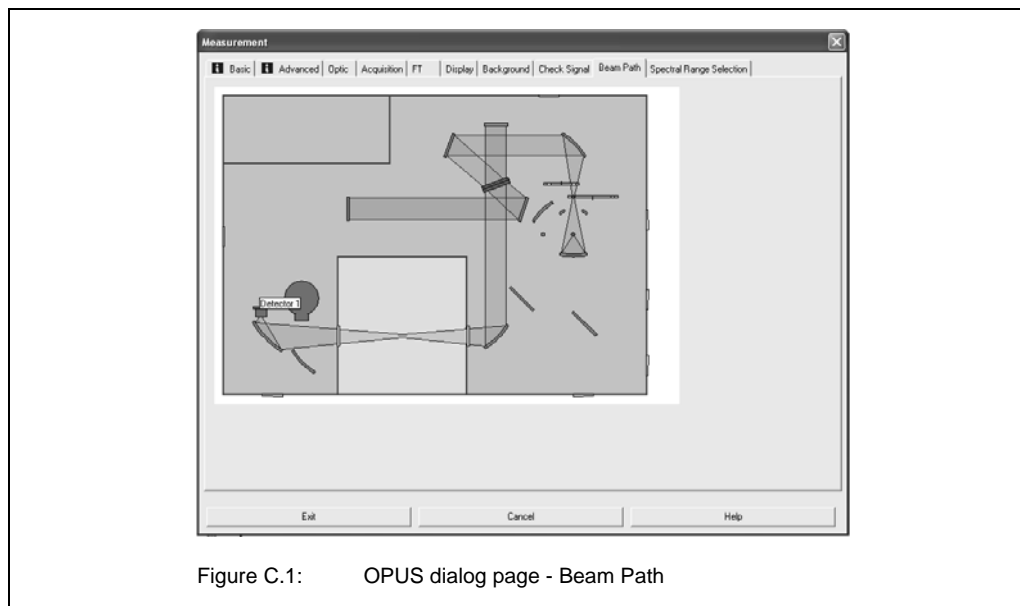 Measurement
i Basic i Advanced Optic Acquisition FT Display Background Check Signal Beam Path Spectral Range Selection
Detector 1
Exit Cancel Help
Figure C.1: OPUS dialog page - Beam Path